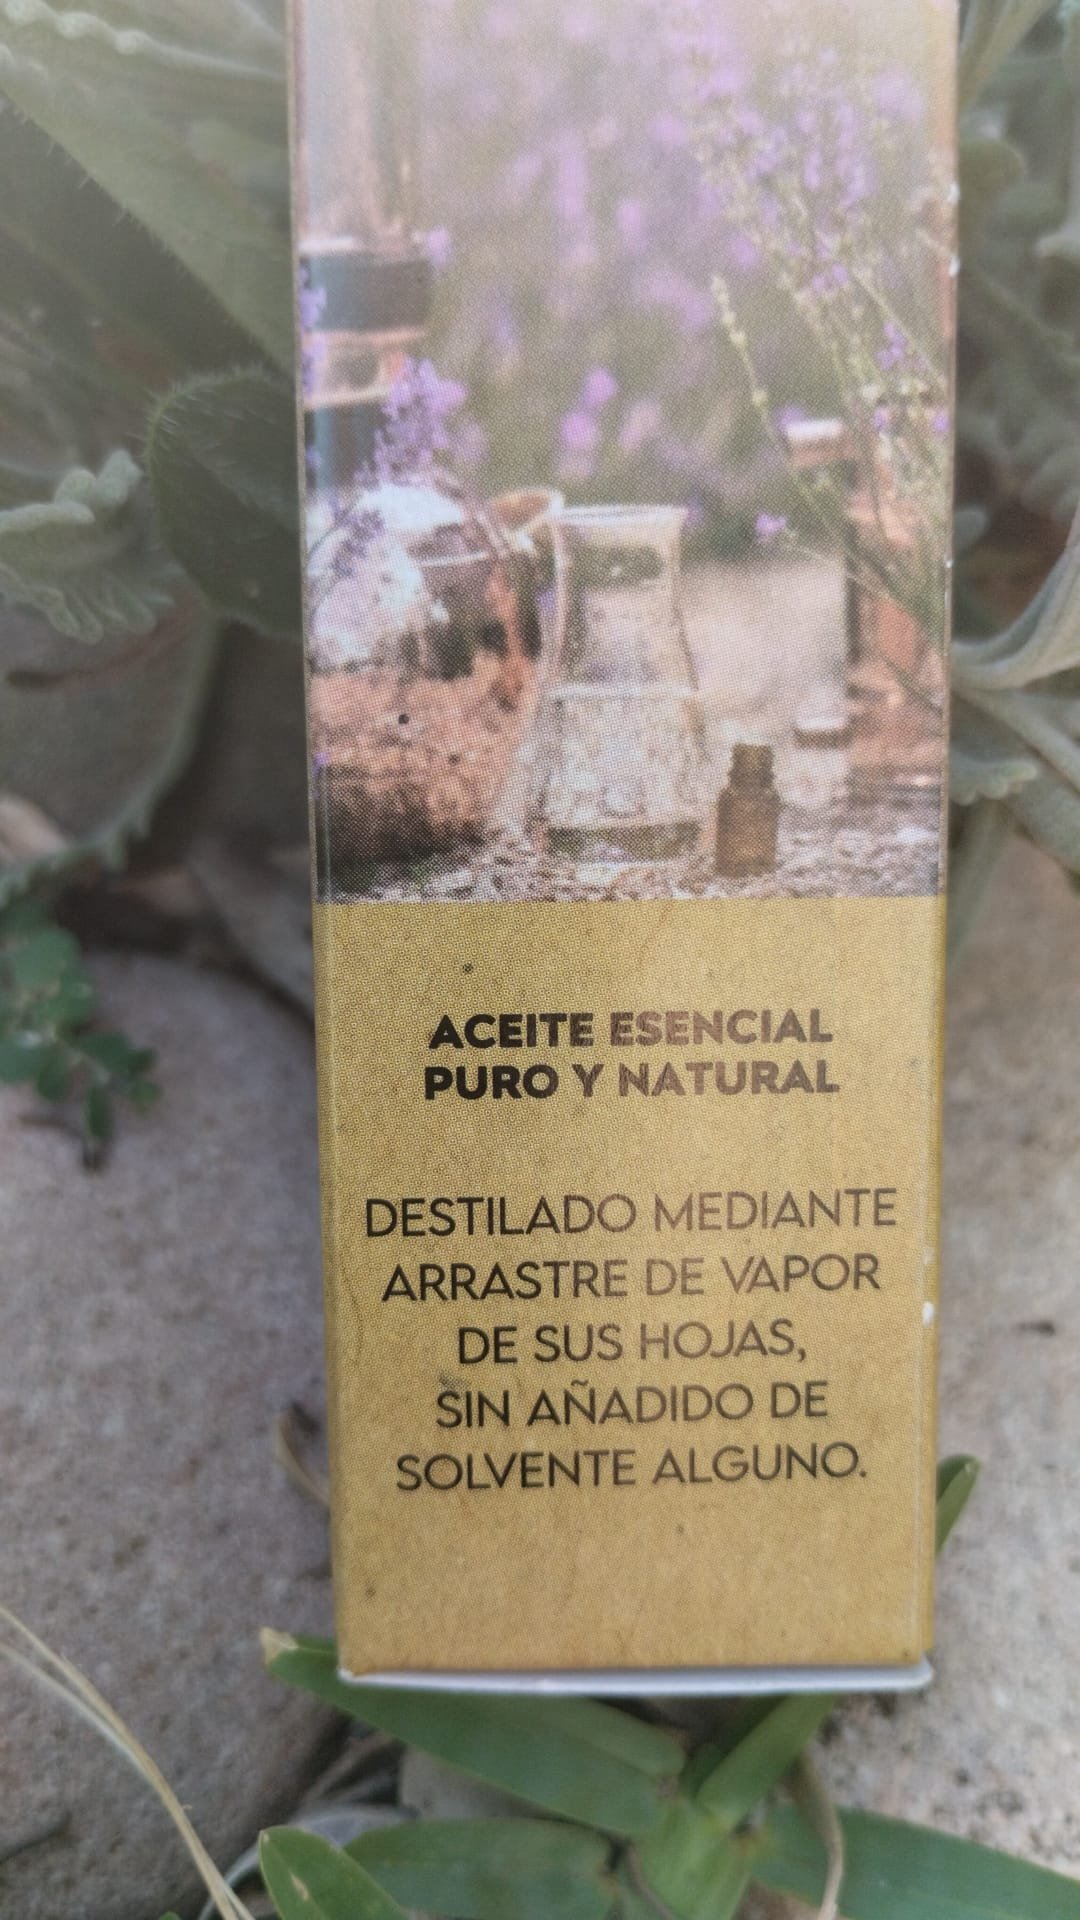 ACEITE ESENCIAL
PURO Y NATURAL
DESTILADO MEDIANTE
ARRASTRE DE VAPOR
DE SUS HOJAS,
SIN AÑADIDO DE
SOLVENTE ALGUNO.